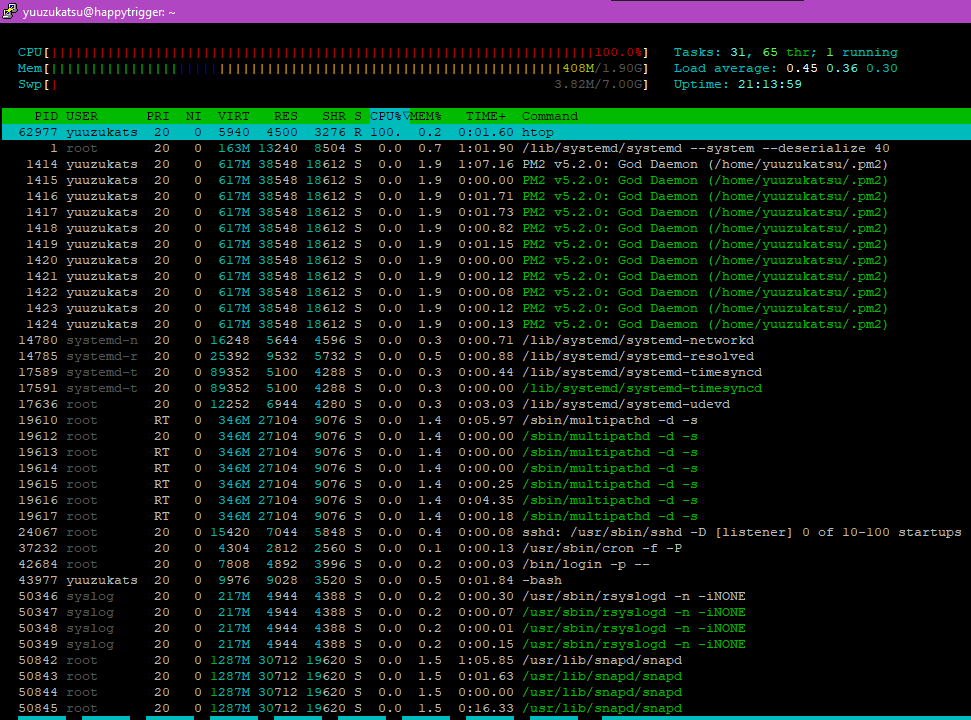 yuuzukatsu@happytrigger: ~
CPU[||||||||||||||||||||||||||||||||||||||||||||||||||||||||||||||||||||100.0%] Tasks: 31, 65 thr; 1 running
Mem[||||||||||||||||||||||||||||||||||||||||||||||||||||||||||||||||408M/1.90G] Load average: 0.45 0.36 0.30
Swp[| 3.82M/7.00G] Uptime: 21:13:59
PID USER PRI NI VIRT RES SHR S CPU%▽MEM% TIME+ Command
62977 yuuzukats 20 0 5940 4500 3276 R 100. 0.2 0:01.60 htop
1 root 20 0 163M 13240 8504 S 0.0 0.7 1:01.90 /lib/systemd/systemd --system --deserialize 40
1414 yuuzukats 20 0 617M 38548 18612 S 0.0 1.9 1:07.16 PM2 v5.2.0: God Daemon (/home/yuuzukatsu/.pm2)
1415 yuuzukats 20 0 617M 38548 18612 S 0.0 1.9 0:00.00 PM2 v5.2.0: God Daemon (/home/yuuzukatsu/.pm2)
1416 yuuzukats 20 0 617M 38548 18612 S 0.0 1.9 0:01.71 PM2 v5.2.0: God Daemon (/home/yuuzukatsu/.pm2)
1417 yuuzukats 20 0 617M 38548 18612 S 0.0 1.9 0:01.73 PM2 v5.2.0: God Daemon (/home/yuuzukatsu/.pm2)
1418 yuuzukats 20 0 617M 38548 18612 S 0.0 1.9 0:00.82 PM2 v5.2.0: God Daemon (/home/yuuzukatsu/.pm2)
1419 yuuzukats 20 0 617M 38548 18612 S 0.0 1.9 0:01.15 PM2 v5.2.0: God Daemon (/home/yuuzukatsu/.pm2)
1420 yuuzukats 20 0 617M 38548 18612 S 0.0 1.9 0:00.00 PM2 v5.2.0: God Daemon (/home/yuuzukatsu/.pm2)
1421 yuuzukats 20 0 617M 38548 18612 S 0.0 1.9 0:00.12 PM2 v5.2.0: God Daemon (/home/yuuzukatsu/.pm2)
1422 yuuzukats 20 0 617M 38548 18612 S 0.0 1.9 0:00.08 PM2 v5.2.0: God Daemon (/home/yuuzukatsu/.pm2)
1423 yuuzukats 20 0 617M 38548 18612 S 0.0 1.9 0:00.12 PM2 v5.2.0: God Daemon (/home/yuuzukatsu/.pm2)
1424 yuuzukats 20 0 617M 38548 18612 S 0.0 1.9 0:00.13 PM2 v5.2.0: God Daemon (/home/yuuzukatsu/.pm2)
14780 systemd-n 20 0 16248 5644 4596 S 0.0 0.3 0:00.71 /lib/systemd/systemd-networkd
14785 systemd-r 20 0 25392 9532 5732 S 0.0 0.5 0:00.88 /lib/systemd/systemd-resolved
17589 systemd-t 20 0 89352 5100 4288 S 0.0 0.3 0:00.44 /lib/systemd/systemd-timesyncd
17591 systemd-t 20 0 89352 5100 4288 S 0.0 0.3 0:00.00 /lib/systemd/systemd-timesyncd
17636 root 20 0 12252 6944 4280 S 0.0 0.3 0:03.03 /lib/systemd/systemd-udevd
19610 root RT 0 346M 27104 9076 S 0.0 1.4 0:05.97 /sbin/multipathd -d -s
19612 root 20 0 346M 27104 9076 S 0.0 1.4 0:00.00 /sbin/multipathd -d -s
19613 root RT 0 346M 27104 9076 S 0.0 1.4 0:00.00 /sbin/multipathd -d -s
19614 root RT 0 346M 27104 9076 S 0.0 1.4 0:00.00 /sbin/multipathd -d -s
19615 root RT 0 346M 27104 9076 S 0.0 1.4 0:00.25 /sbin/multipathd -d -s
19616 root RT 0 346M 27104 9076 S 0.0 1.4 0:04.35 /sbin/multipathd -d -s
19617 root RT 0 346M 27104 9076 S 0.0 1.4 0:00.18 /sbin/multipathd -d -s
24067 root 20 0 15420 7044 5848 S 0.0 0.4 0:00.08 sshd: /usr/sbin/sshd -D [listener] 0 of 10-100 startups
37232 root 20 0 4304 2812 2560 S 0.0 0.1 0:00.13 /usr/sbin/cron -f -P
42684 root 20 0 7808 4892 3996 S 0.0 0.2 0:00.03 /bin/login -p --
43977 yuuzukats 20 0 9976 9028 3520 S 0.0 0.5 0:01.84 -bash
50346 syslog 20 0 217M 4944 4388 S 0.0 0.2 0:00.30 /usr/sbin/rsyslogd -n -iNONE
50347 syslog 20 0 217M 4944 4388 S 0.0 0.2 0:00.07 /usr/sbin/rsyslogd -n -iNONE
50348 syslog 20 0 217M 4944 4388 S 0.0 0.2 0:00.01 /usr/sbin/rsyslogd -n -iNONE
50349 syslog 20 0 217M 4944 4388 S 0.0 0.2 0:00.15 /usr/sbin/rsyslogd -n -iNONE
50842 root 20 0 1287M 30712 19620 S 0.0 1.5 1:05.85 /usr/lib/snapd/snapd
50843 root 20 0 1287M 30712 19620 S 0.0 1.5 0:01.63 /usr/lib/snapd/snapd
50844 root 20 0 1287M 30712 19620 S 0.0 1.5 0:00.00 /usr/lib/snapd/snapd
50845 root 20 0 1287M 30712 19620 S 0.0 1.5 0:16.33 /usr/lib/snapd/snapd